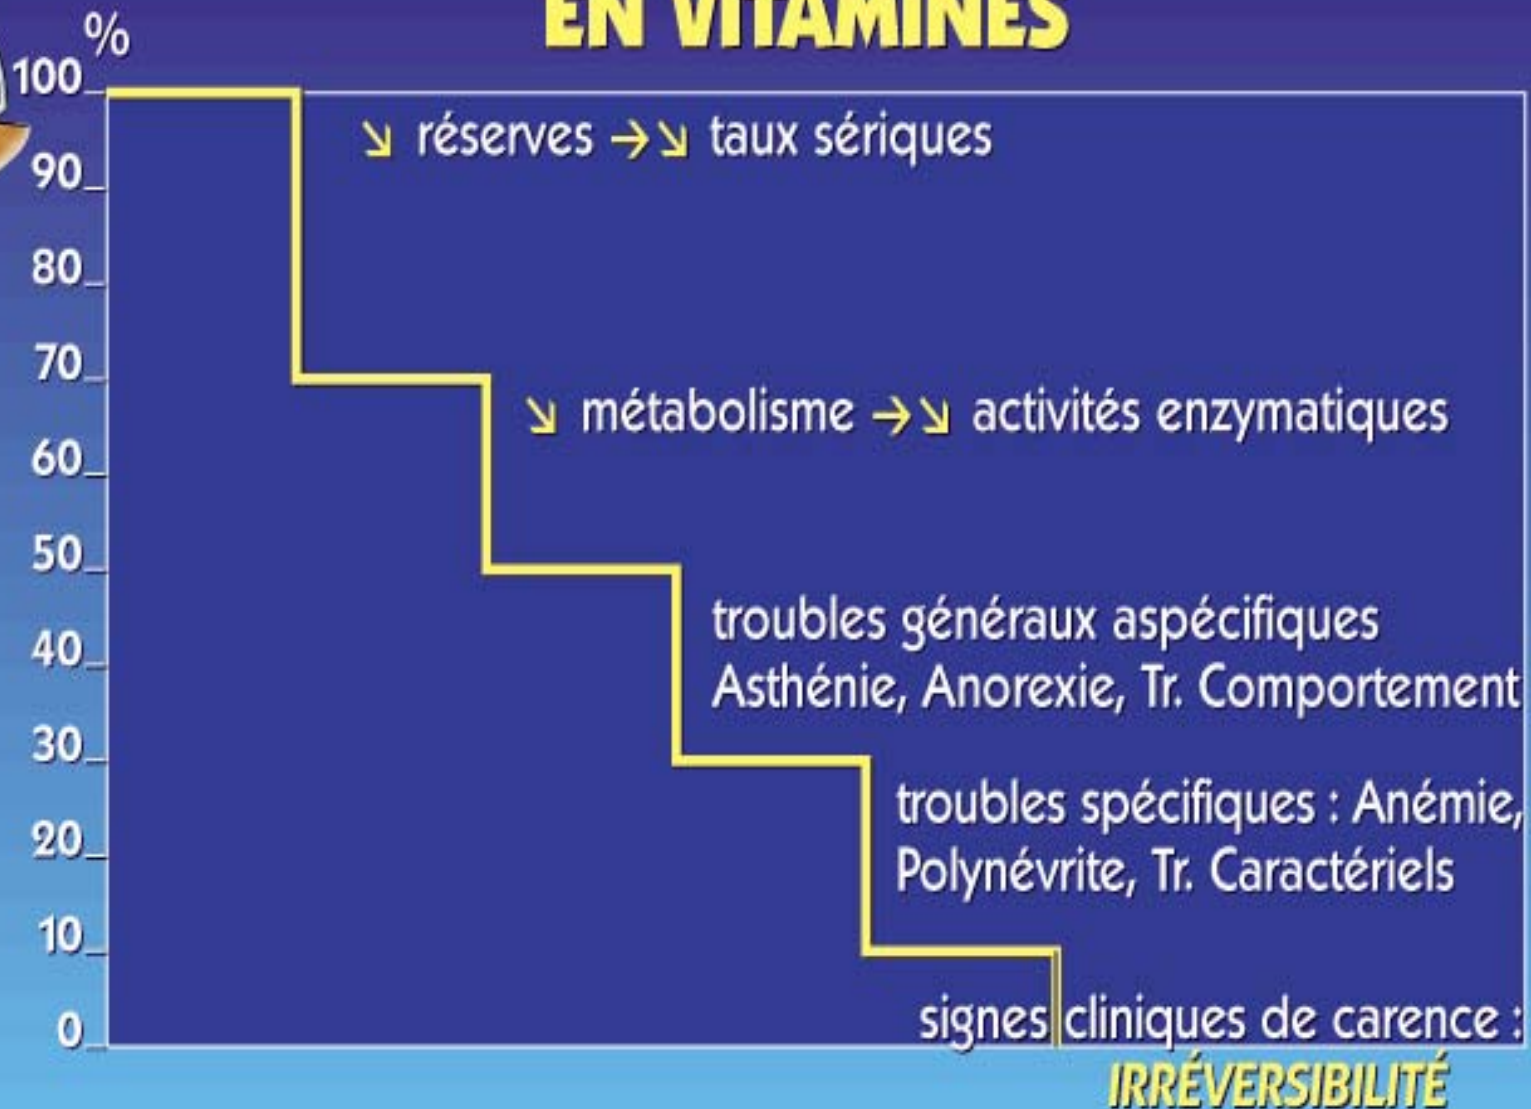 EN VITAMINES
%
100
↘ réserves →↘ taux sériques
90
80
70
↘ métabolisme →↘ activités enzymatiques
60
50
troubles généraux aspécifiques
40
Asthénie, Anorexie, Tr. Comportement
30
troubles spécifiques : Anémie,
20
Polynévrite, Tr. Caractériels
10
signes cliniques de carence :
0
IRRÉVERSIBILITÉ